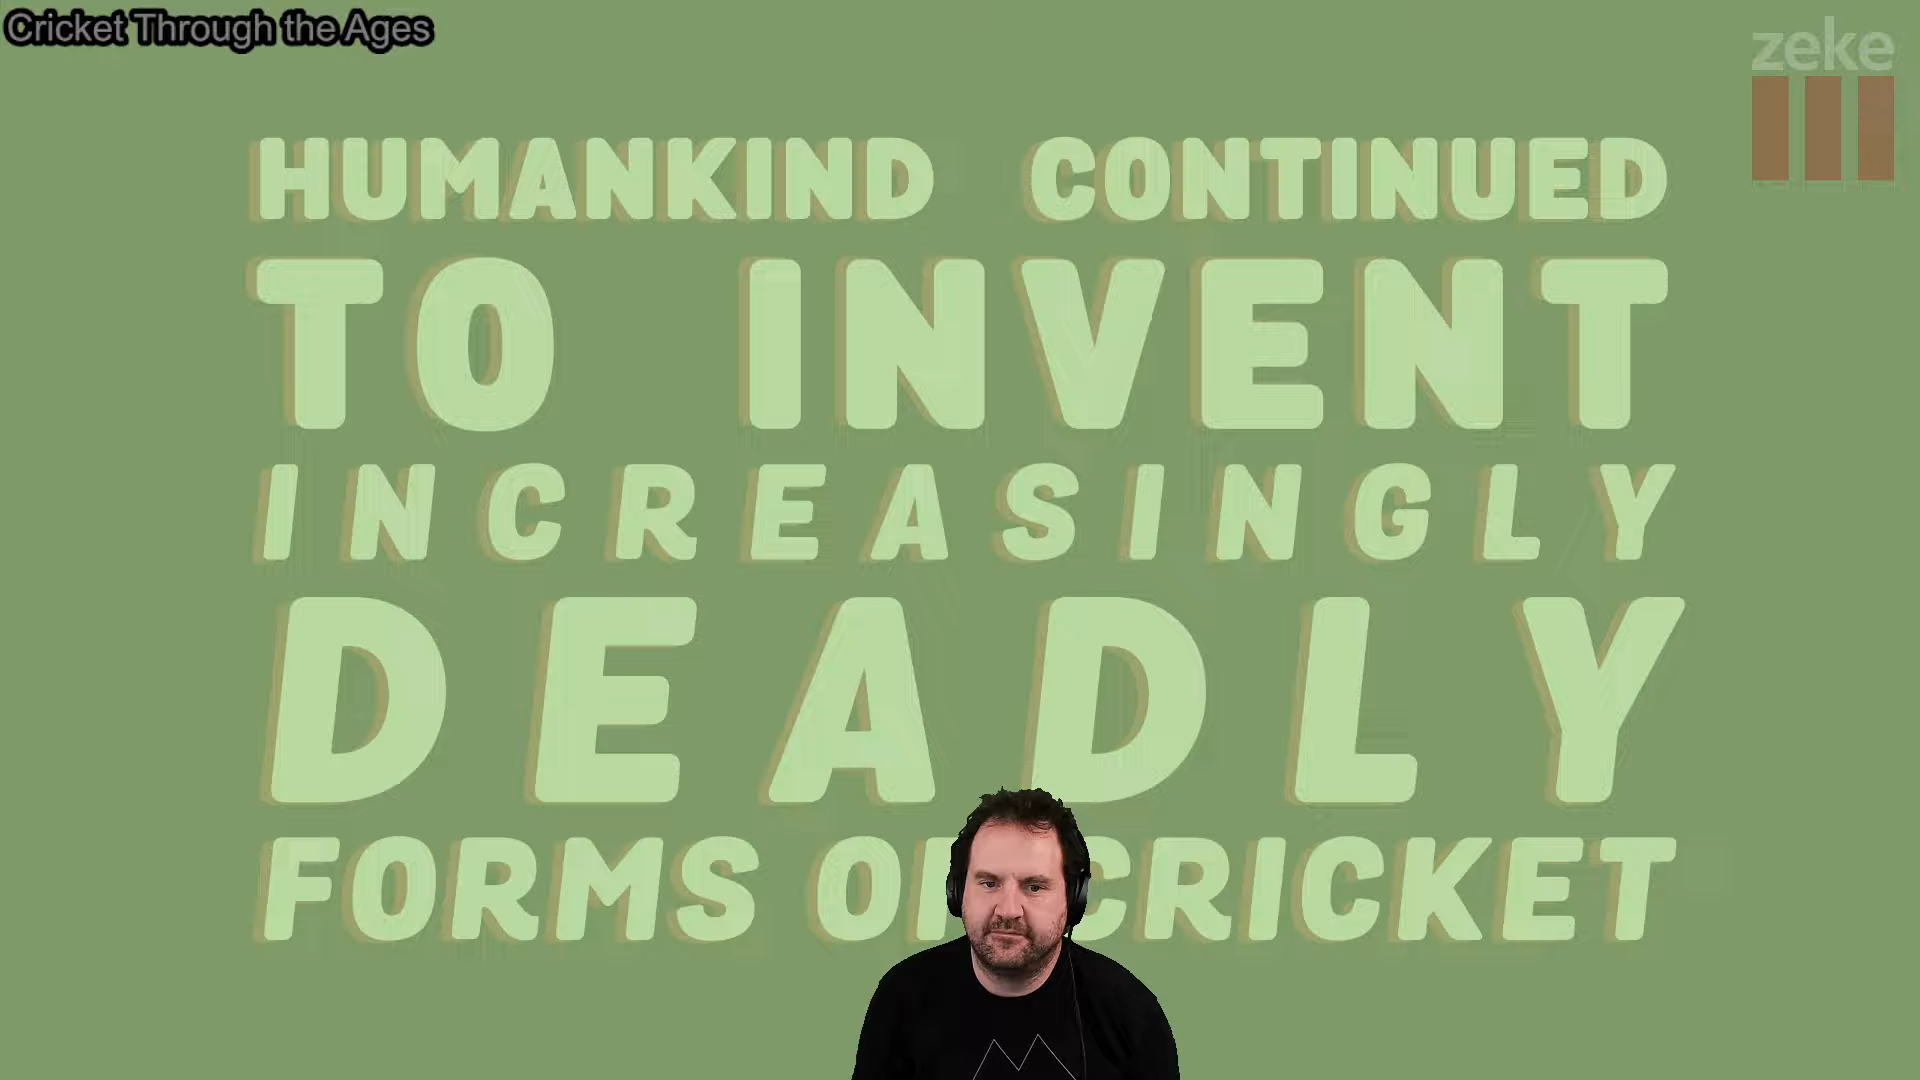 Cricket Through the Ages
zeke
HUMANKIND CONTINUED
TO INVENT
INCREASINGLY
DEADLY
FORMS OF CRICKET